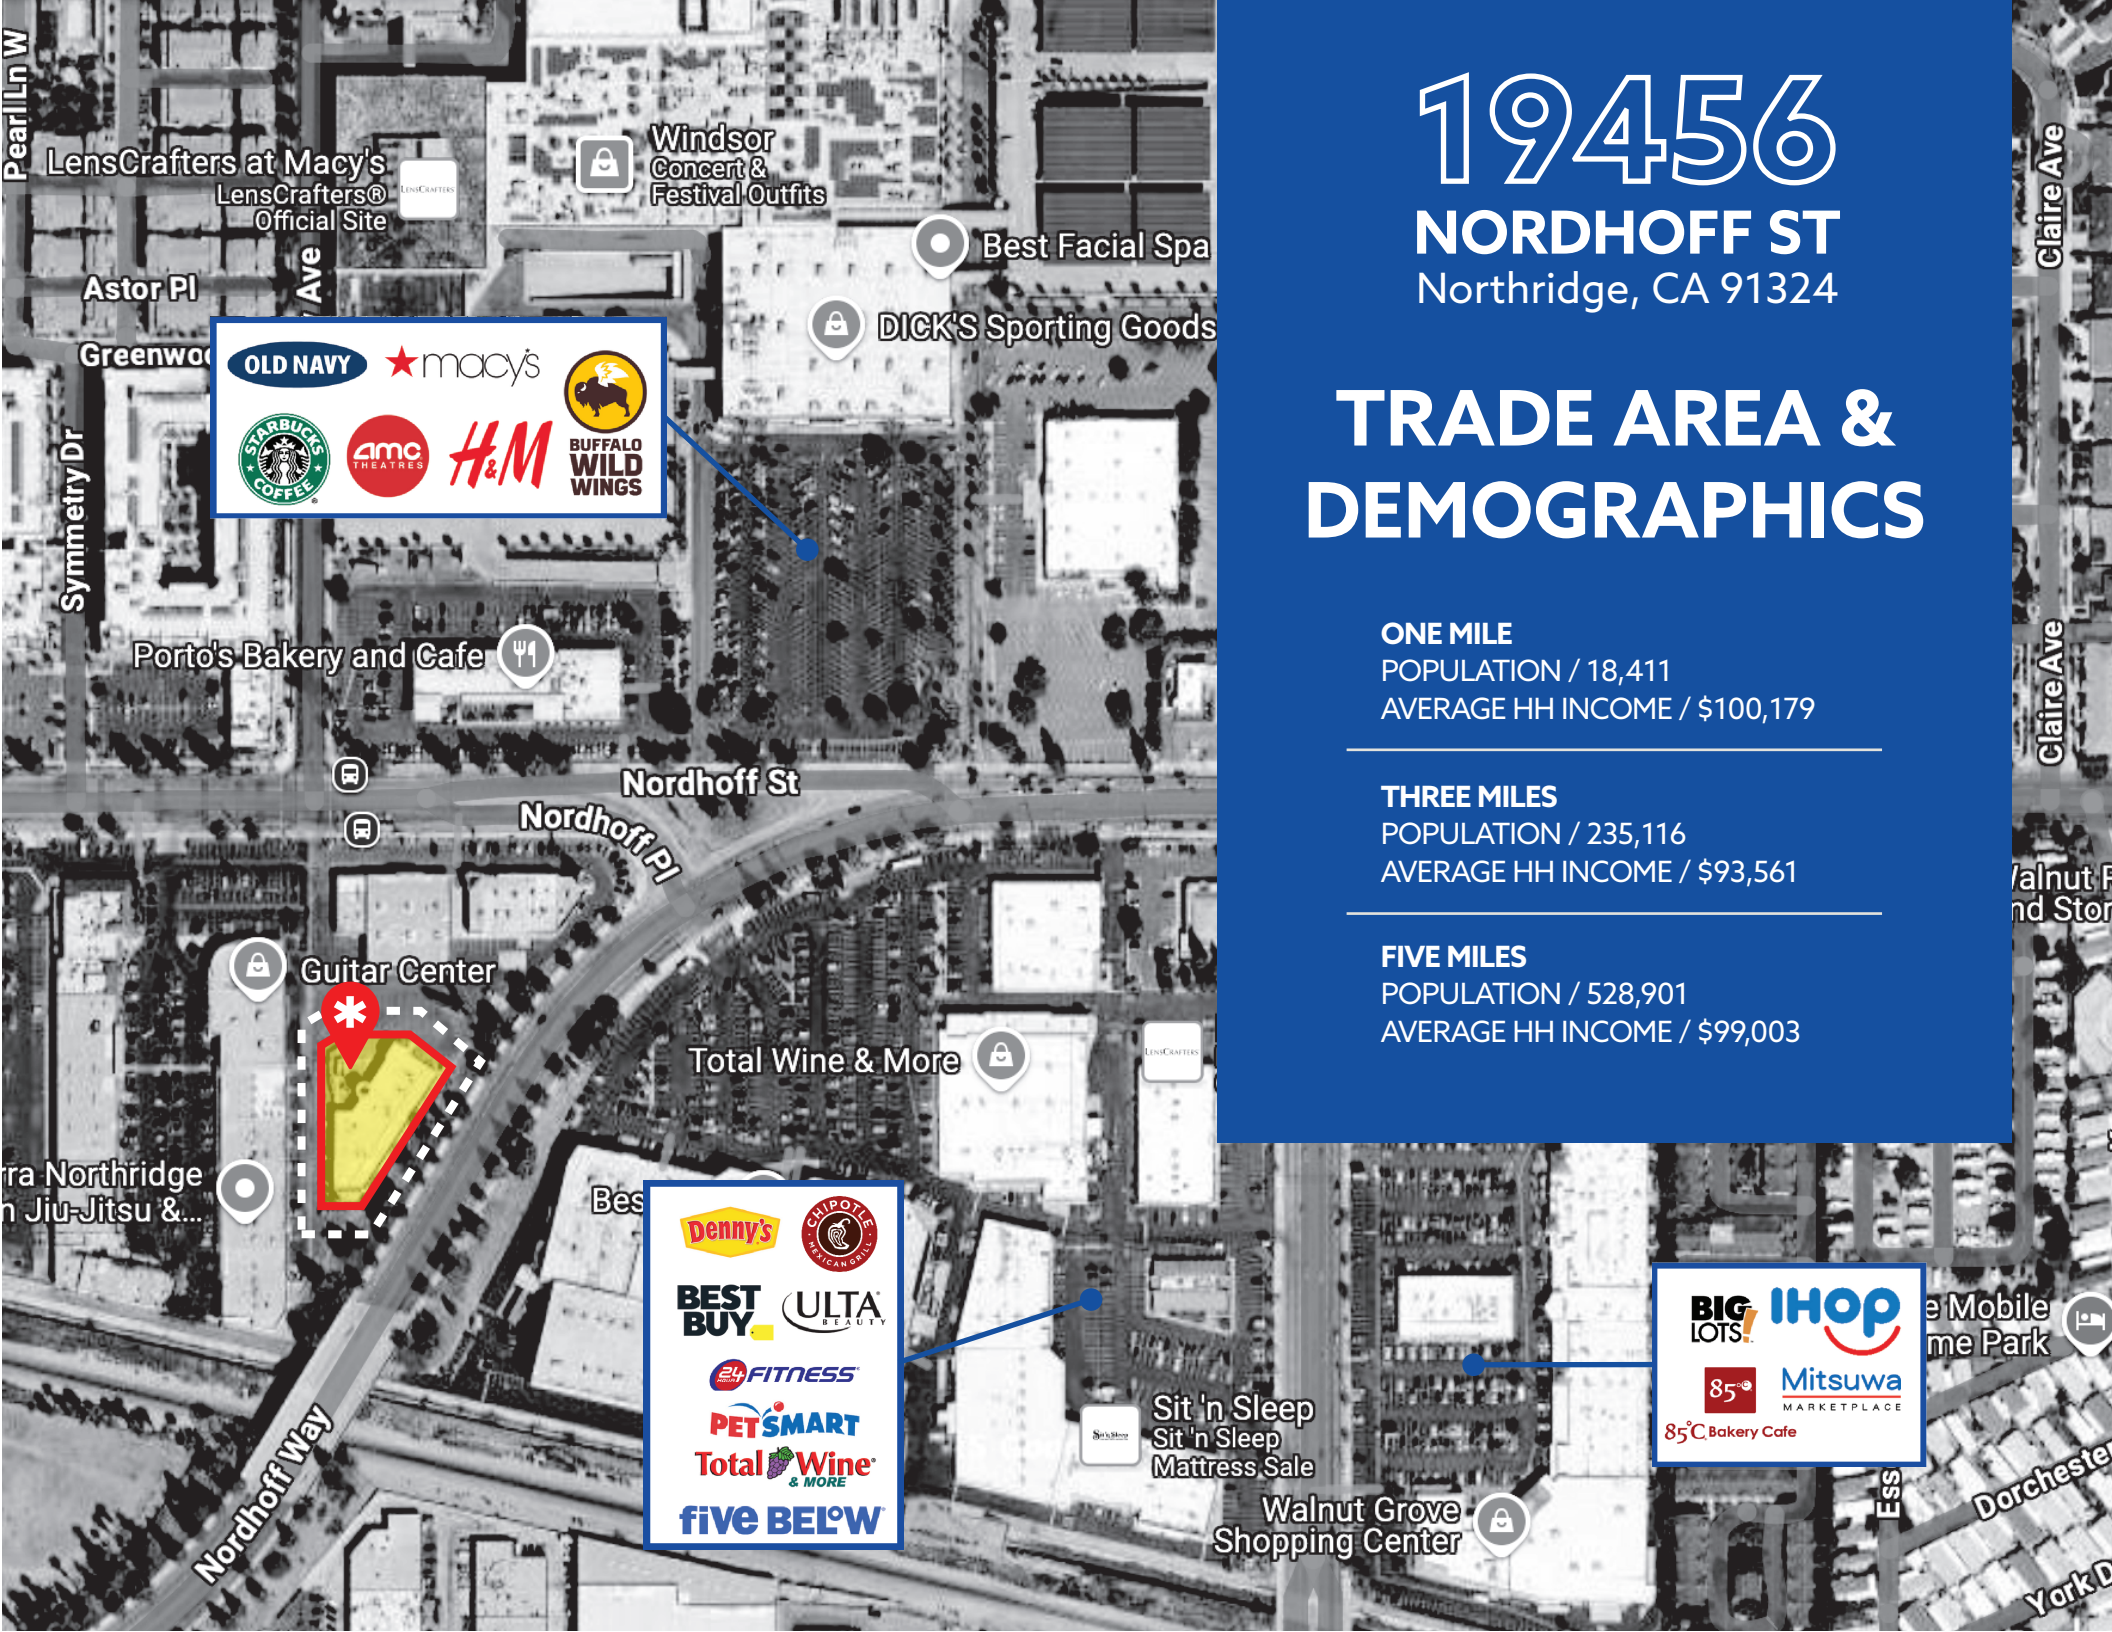 19456
NORDHOFF ST
Northridge, CA 91324
TRADE AREA &
DEMOGRAPHICS
ONE MILE
POPULATION / 18,411
AVERAGE HH INCOME / $100,179
THREE MILES
POPULATION / 235,116
AVERAGE HH INCOME / $93,561
FIVE MILES
POPULATION / 528,901
AVERAGE HH INCOME / $99,003
Pearl Ln W
LensCrafters at Macy's
LensCrafters®
Official Site
LENSCRAFTERS
Windsor
Concert &
Festival Outfits
Best Facial Spa
DICK'S Sporting Goods
Astor Pl
Ave
Greenwoo
Symmetry Dr
OLD NAVY
macy's
STARBUCKS
COFFEE
amc
THEATRES
H&M
BUFFALO
WILD
WINGS
Porto's Bakery and Cafe
Nordhoff St
Nordhoff Pl
Guitar Center
Total Wine & More
LENSCRAFTERS
rra Northridge
n Jiu-Jitsu &...
Bes
Denny's
CHIPOTLE
MEXICAN GRILL
BEST
BUY
ULTA
BEAUTY
24
HOUR
FITNESS
PETSMART
Total Wine
& MORE
five BELOW
Nordhoff Way
Sit 'n Sleep
Sit 'n Sleep
Sit 'n Sleep
Mattress Sale
Walnut Grove
Shopping Center
BIG
LOTS!
IHOP
85°C
Mitsuwa
MARKETPLACE
85°C Bakery Cafe
e Mobile
me Park
Claire Ave
Claire Ave
alnut
nd Stor
Ess
Dorcheste
York D